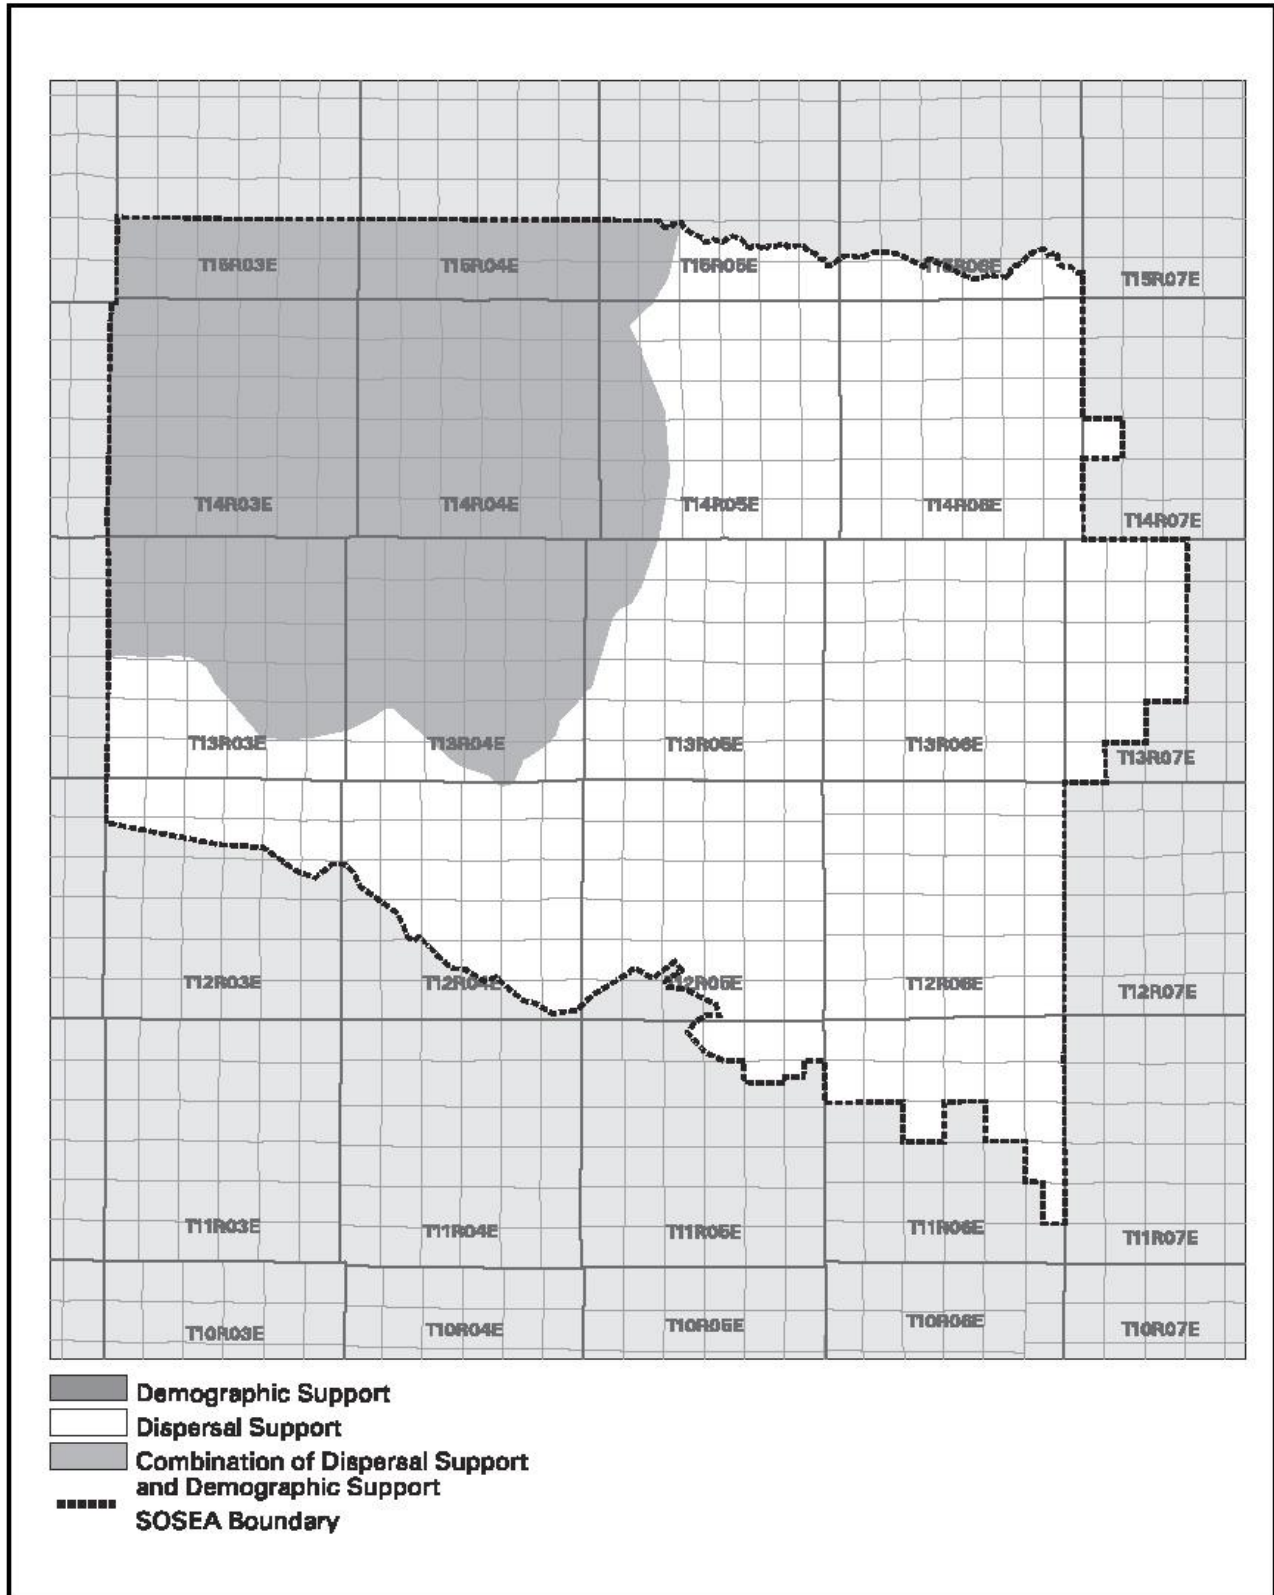 T15R03E
T15R04E
T15R05E
T15R06E
T15R07E
T14R03E
T14R04E
T14R05E
T14R06E
T14R07E
T13R03E
T13R04E
T13R05E
T13R06E
T13R07E
T12R03E
T12R04E
T12R05E
T12R06E
T12R07E
T11R03E
T11R04E
T11R05E
T11R06E
T11R07E
T10R03E
T10R04E
T10R05E
T10R06E
T10R07E
Demographic Support
Dispersal Support
Combination of Dispersal Support
and Demographic Support
SOSEA Boundary